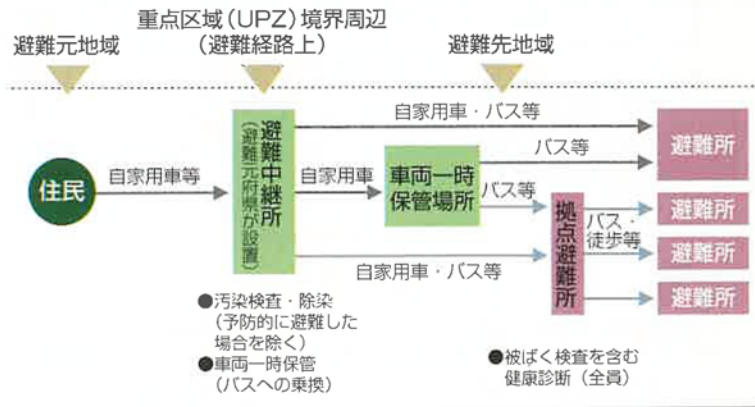 重点区域(UPZ)境界周辺
避難元地域
(避難経路上)
避難先地域
住民
自家用車等
避難中継所
(避難元府県が設置)
自家用車・バス等
自家用車
車両一時
保管場所
バス等
バス等
自家用車・バス等
拠点避難所
バス・
徒歩等
避難所
避難所
避難所
避難所
●汚染検査・除染
(予防的に避難した
場合を除く)
●車両一時保管
(バスへの乗換)
●被ばく検査を含む
健康診断(全員)